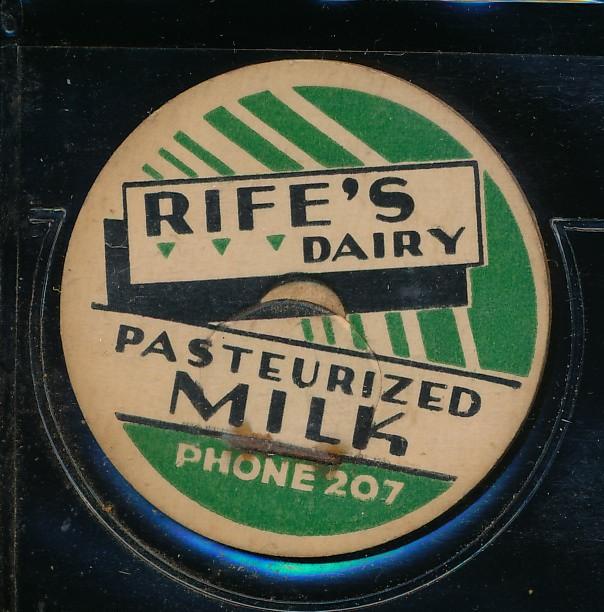 RIFE'S
DAIRY
PASTEURIZED
MILK
PHONE 207